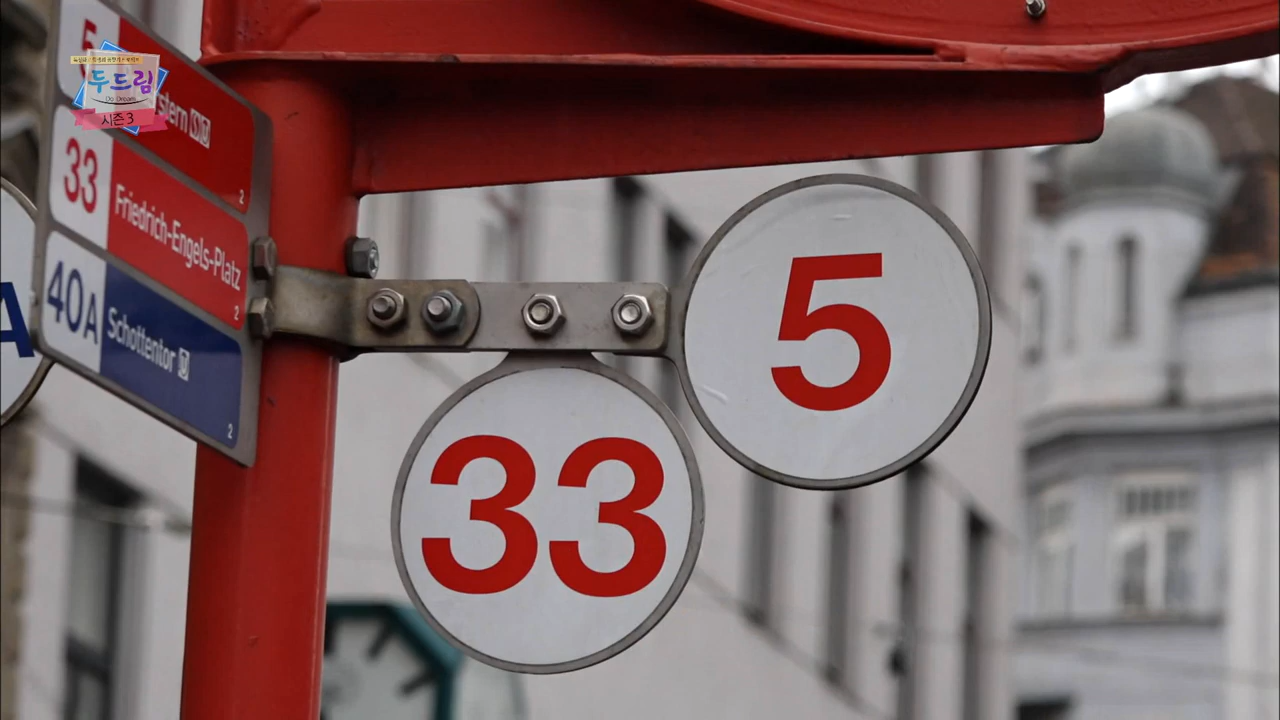 5
두드림
Do Dream
시즌 3
stern S U
2
33
Friedrich-Engels-Platz
2
40A
Schottentor U
2
A
5
33